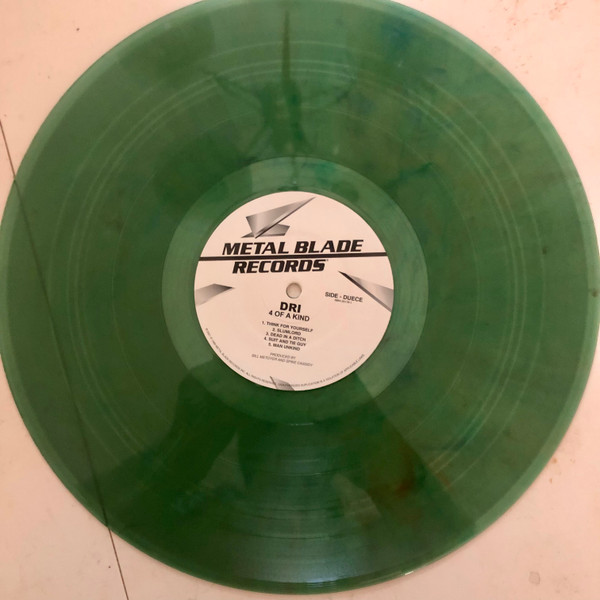 METAL BLADE
RECORDS
SIDE - DUECE
DRI
4 OF A KIND
1. THINK FOR YOURSELF
2. SLUMLORD
3. DEAD IN A DITCH
4. SUIT AND TIE GUY
5. MAN UNKIND
PRODUCED BY
BILL METOYER AND SPIKE CASSIDY